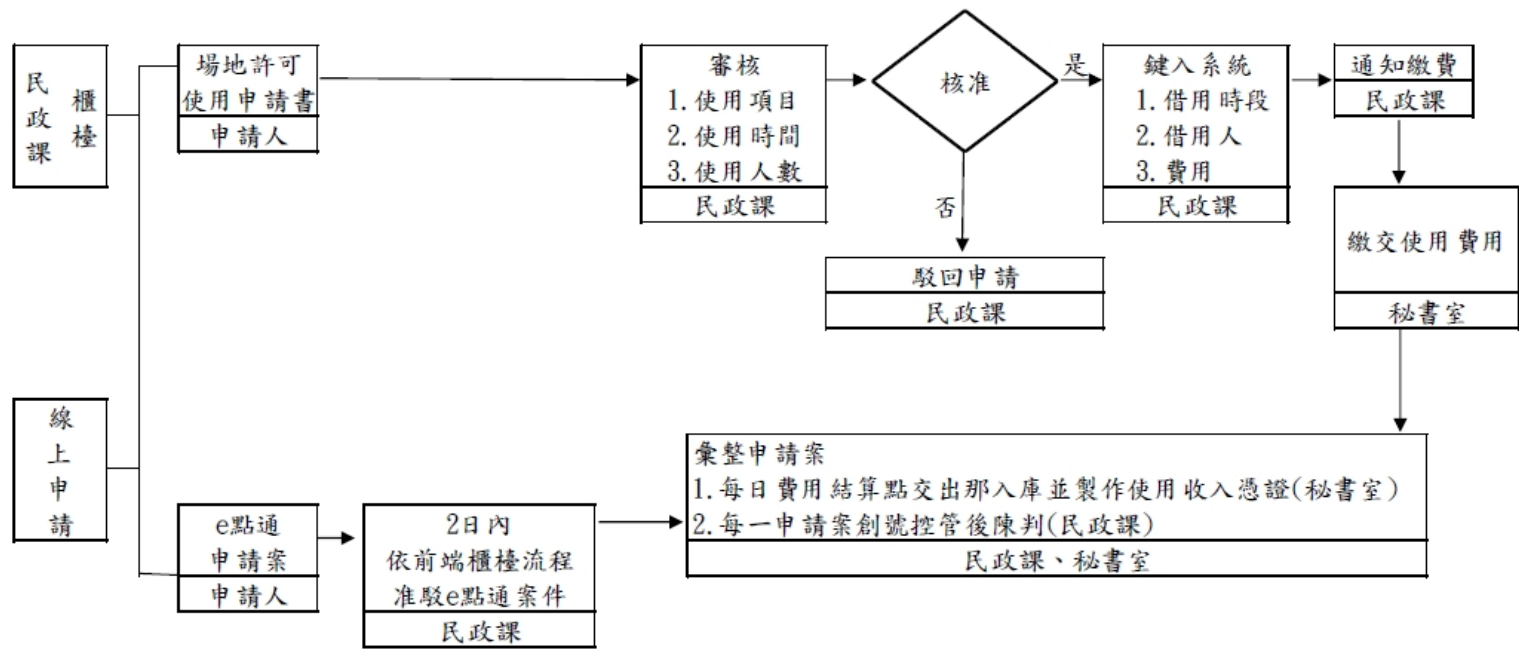 民政課
櫃檯
場地許可
使用申請書
申請人
審核
1.使用項目
2.使用時間
3.使用人數
民政課
核准
是
否
鍵入系統
1.借用時段
2.借用人
3.費用
民政課
通知繳費
民政課
繳交使用費用
秘書室
駁回申請
民政課
線上申請
e點通
申請案
申請人
2日內
依前端櫃檯流程
准駁e點通案件
民政課
彙整申請案
1.每日費用結算點交出那入庫並製作使用收入憑證(秘書室)
2.每一申請案創號控管後陳判(民政課)
民政課、秘書室